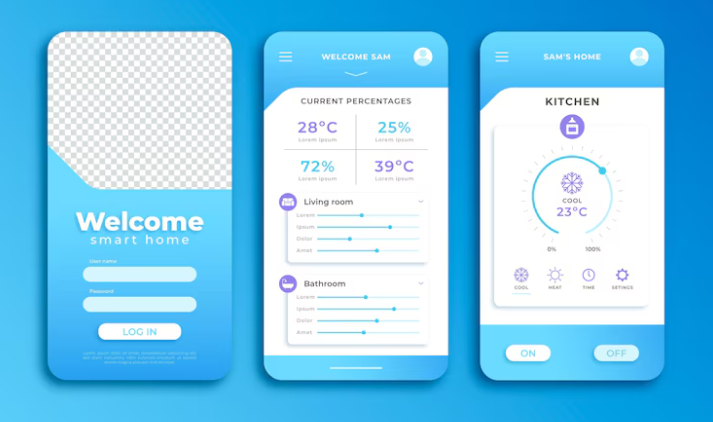 Welcome
smart home
User name
Password
LOG IN
WELCOME SAM
CURRENT PERCENTAGES
28°C
Lorem Ipsum
25%
Lorem Ipsum
72%
Lorem Ipsum
39°C
Lorem Ipsum
Living room
Lorem
Ipsum
Dolor
Amet
Bathroom
Lorem
Ipsum
Dolor
Amet
SAM'S HOME
KITCHEN
COOL
23°C
0%
100%
COOL
HEAT
TIME
SETINGS
ON
OFF